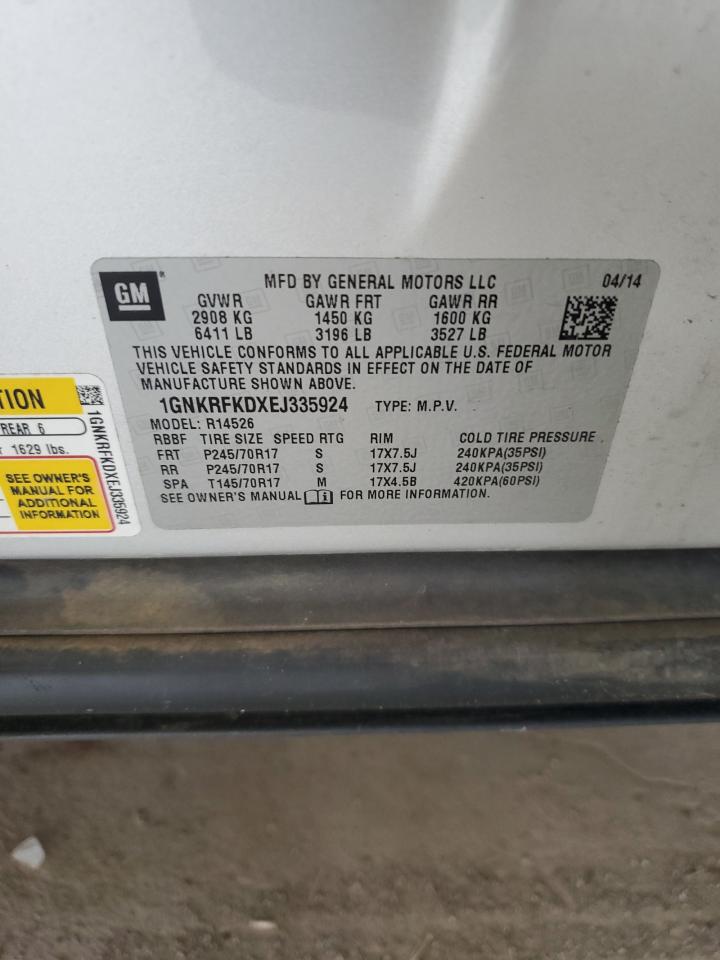 GM
MFD BY GENERAL MOTORS LLC 04/14
GVWR GAWR FRT GAWR RR
2908 KG 1450 KG 1600 KG
6411 LB 3196 LB 3527 LB
THIS VEHICLE CONFORMS TO ALL APPLICABLE U.S. FEDERAL MOTOR
VEHICLE SAFETY STANDARDS IN EFFECT ON THE DATE OF
MANUFACTURE SHOWN ABOVE.
1GNKRFKDXEJ335924 TYPE: M.P.V.
MODEL: R14526
RBBF TIRE SIZE SPEED RTG RIM COLD TIRE PRESSURE
FRT P245/70R17 S 17X7.5J 240KPA(35PSI)
RR P245/70R17 S 17X7.5J 240KPA(35PSI)
SPA T145/70R17 M 17X4.5B 420KPA(60PSI)
SEE OWNER'S MANUAL FOR MORE INFORMATION.
REAR 6
1629 lbs.
SEE OWNER'S
MANUAL FOR
ADDITIONAL
INFORMATION
1GNKRFKDXEJ335924